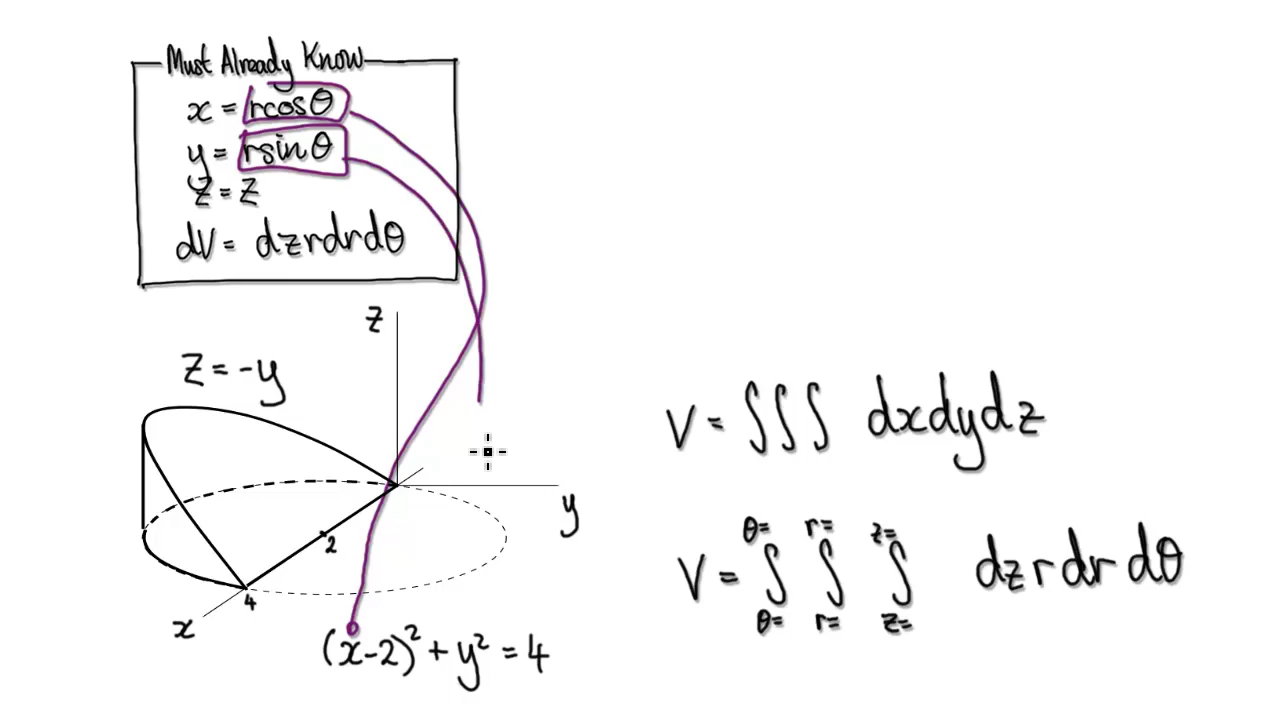 Must Already Know
x = rcosθ
y = rsinθ
z = z
dV = dzrdrdθ
z
z = -y
y
2
4
x
(x-2)² + y² = 4
V = ∫∫∫ dxdydz
θ= r= z=
V = ∫ ∫ ∫ dzrdrdθ
θ= r= z=